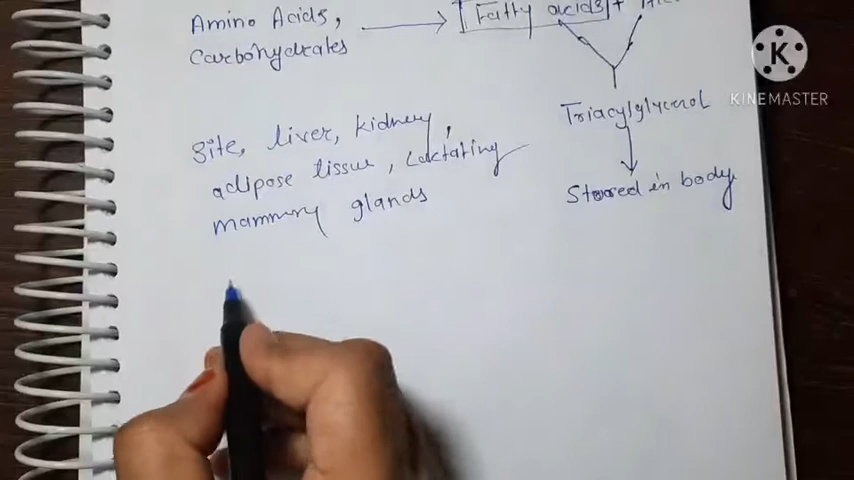 Amino Acids,
Carbohydrates
Fatty acids +
Triacylglycerol
Site, liver, kidney,
adipose tissue, Lactating
mammary glands
Stored in body
K
KINEMASTER